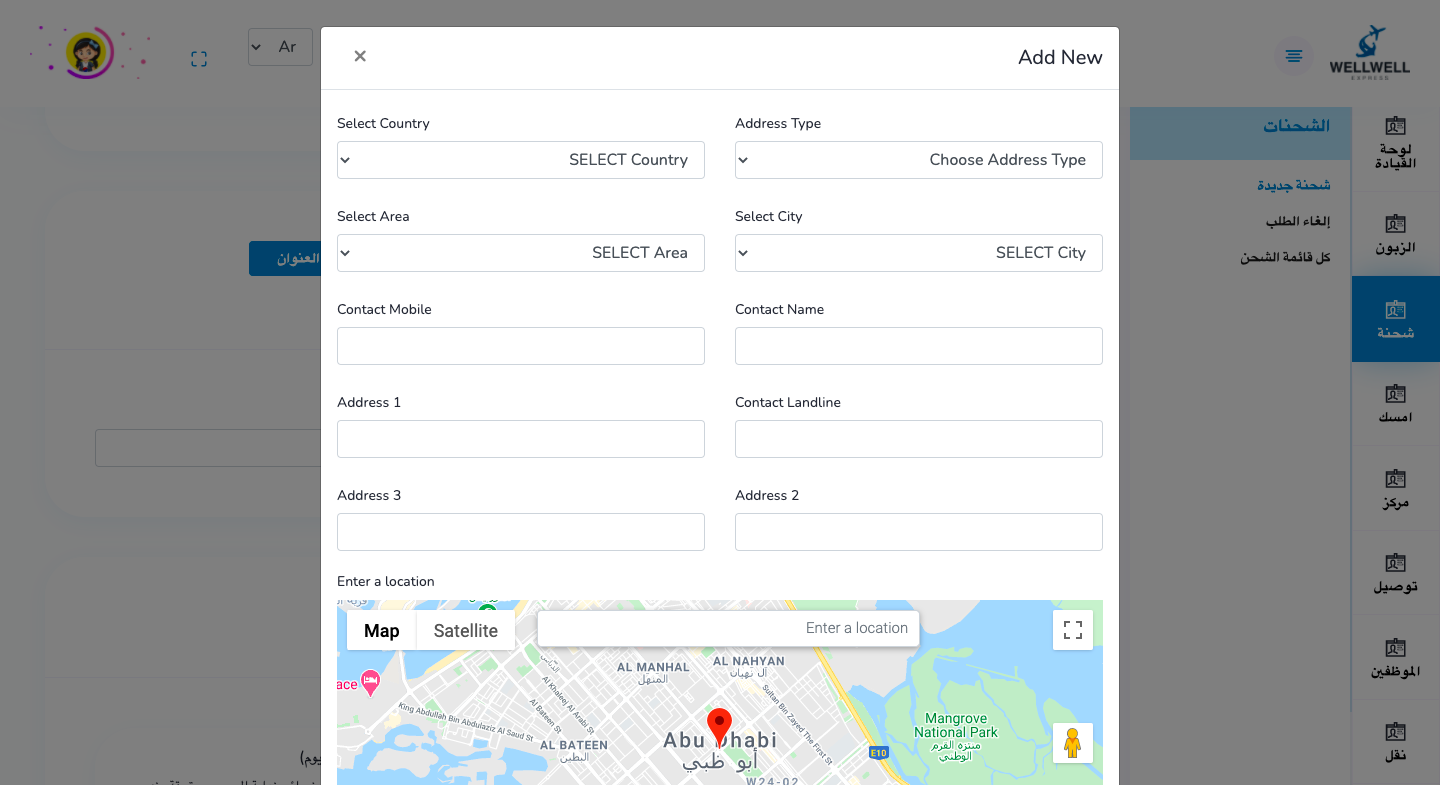 Ar
WELLWELL
EXPRESS
×
Add New
Select Country
Address Type
SELECT Country
Choose Address Type
Select Area
Select City
SELECT Area
SELECT City
Contact Mobile
Contact Name
Address 1
Contact Landline
Address 3
Address 2
Enter a location
Map
Satellite
Enter a location
AL MANHAL
المنهل
AL NAHYAN
آل نهيان
ace
King Abdullah Bin Abdulaziz Al Saud St
Al Khaleej Al Arabi St
Al Bateen St
Sultan Bin Zayed The First St
AL BATEEN
البطين
Abu Dhabi
أبو ظبي
W24-02
E10
Mangrove
National Park
منتزه القرم
الوطني
الشحنات
شحنة جديدة
إلغاء الطلب
كل قائمة الشحن
لوحة
القيادة
الزبون
شحنة
امسك
مركز
توصيل
الموظفين
نقل
العنوان
يوم)